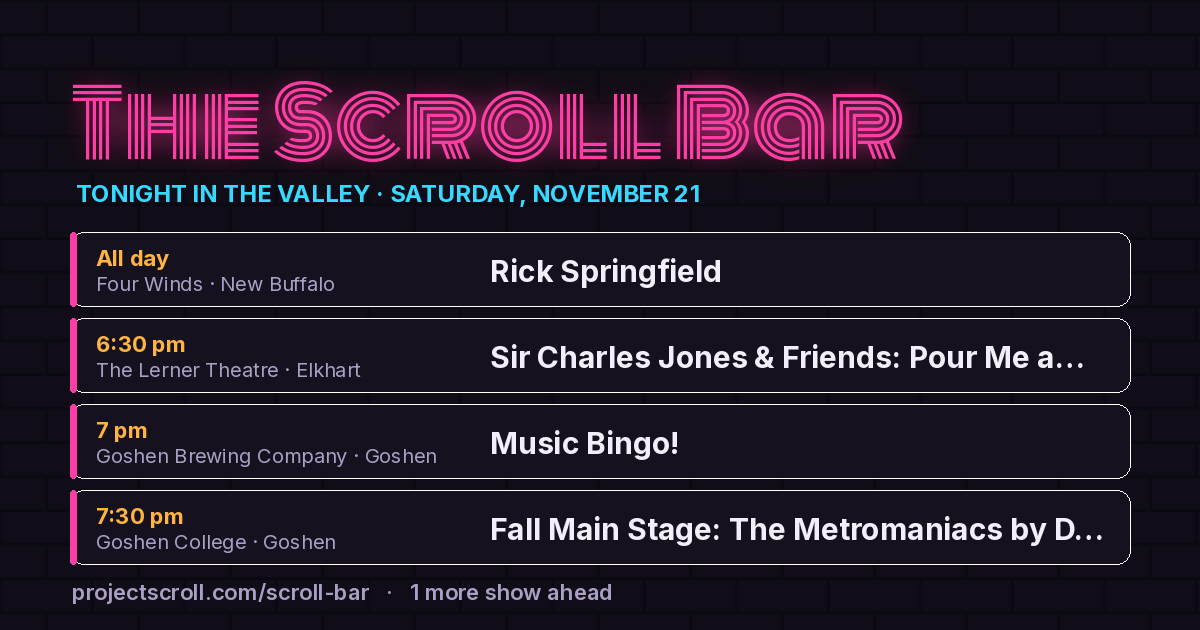 The Scroll Bar
TONIGHT IN THE VALLEY · SATURDAY, NOVEMBER 21
All day
Four Winds · New Buffalo
Rick Springfield
6:30 pm
The Lerner Theatre · Elkhart
Sir Charles Jones & Friends: Pour Me a…
7 pm
Goshen Brewing Company · Goshen
Music Bingo!
7:30 pm
Goshen College · Goshen
Fall Main Stage: The Metromaniacs by D…
projectscroll.com/scroll-bar · 1 more show ahead